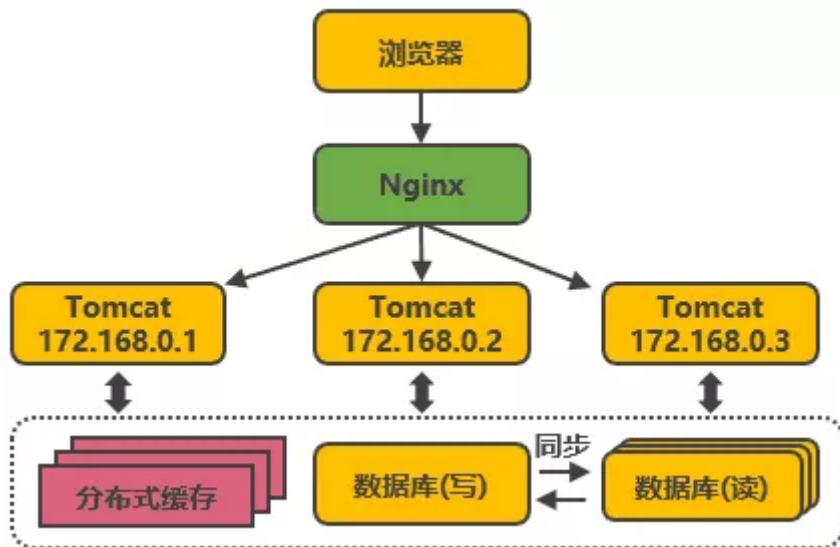 浏览器
Nginx
Tomcat
172.168.0.1
Tomcat
172.168.0.2
Tomcat
172.168.0.3
分布式缓存
数据库(写)
同步
数据库(读)